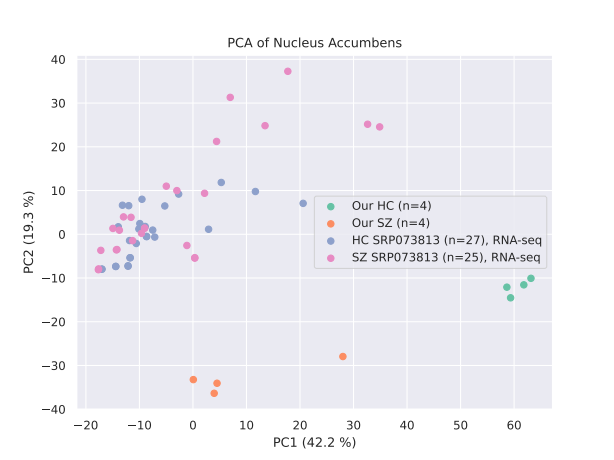 PCA of Nucleus Accumbens
40
30
20
10
0
−10
−20
−30
−40
PC2 (19.3 %)
Our HC (n=4)
Our SZ (n=4)
HC SRP073813 (n=27), RNA-seq
SZ SRP073813 (n=25), RNA-seq
−20 −10 0 10 20 30 40 50 60
PC1 (42.2 %)